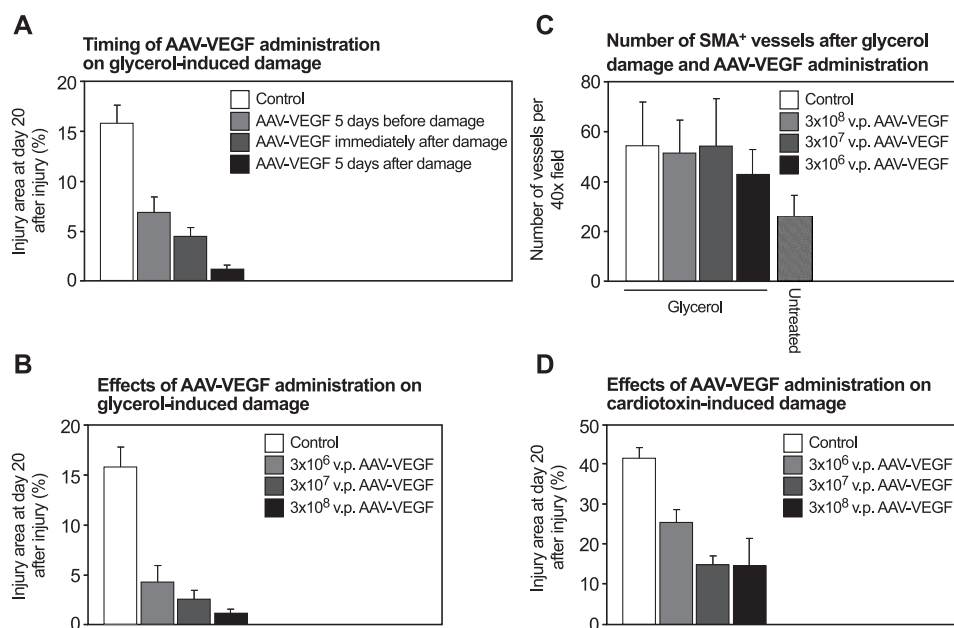 A
Timing of AAV-VEGF administration
on glycerol-induced damage
Injury area at day 20
after injury (%)
20
15
10
5
0
Control
AAV-VEGF 5 days before damage
AAV-VEGF immediately after damage
AAV-VEGF 5 days after damage
C
Number of SMA⁺ vessels after glycerol
damage and AAV-VEGF administration
Number of vessels per
40x field
80
60
40
20
0
Control
3x10⁸ v.p. AAV-VEGF
3x10⁷ v.p. AAV-VEGF
3x10⁶ v.p. AAV-VEGF
Glycerol
Untreated
B
Effects of AAV-VEGF administration on
glycerol-induced damage
Injury area at day 20
after injury (%)
20
15
10
5
0
Control
3x10⁶ v.p. AAV-VEGF
3x10⁷ v.p. AAV-VEGF
3x10⁸ v.p. AAV-VEGF
D
Effects of AAV-VEGF administration on
cardiotoxin-induced damage
Injury area at day 20
after injury (%)
50
40
30
20
10
0
Control
3x10⁶ v.p. AAV-VEGF
3x10⁷ v.p. AAV-VEGF
3x10⁸ v.p. AAV-VEGF